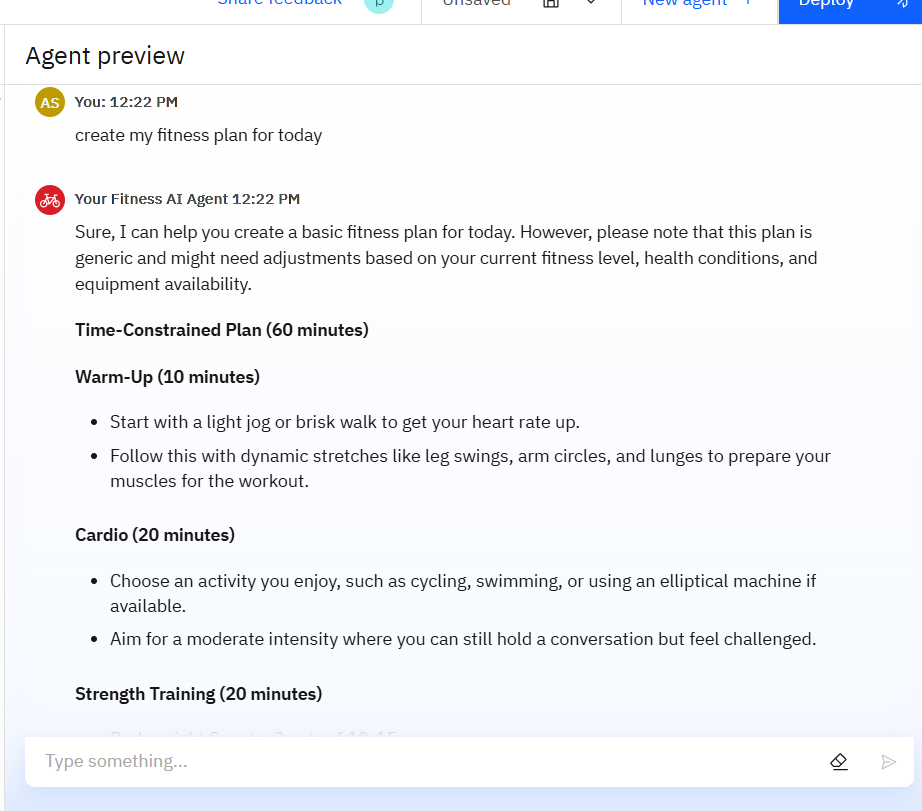 Share feedback
p
Unsaved
New agent +
Deploy
Agent preview
AS
You: 12:22 PM
create my fitness plan for today
Your Fitness AI Agent 12:22 PM
Sure, I can help you create a basic fitness plan for today. However, please note that this plan is
generic and might need adjustments based on your current fitness level, health conditions, and
equipment availability.
Time-Constrained Plan (60 minutes)
Warm-Up (10 minutes)
• Start with a light jog or brisk walk to get your heart rate up.
• Follow this with dynamic stretches like leg swings, arm circles, and lunges to prepare your
muscles for the workout.
Cardio (20 minutes)
• Choose an activity you enjoy, such as cycling, swimming, or using an elliptical machine if
available.
• Aim for a moderate intensity where you can still hold a conversation but feel challenged.
Strength Training (20 minutes)
Type something...